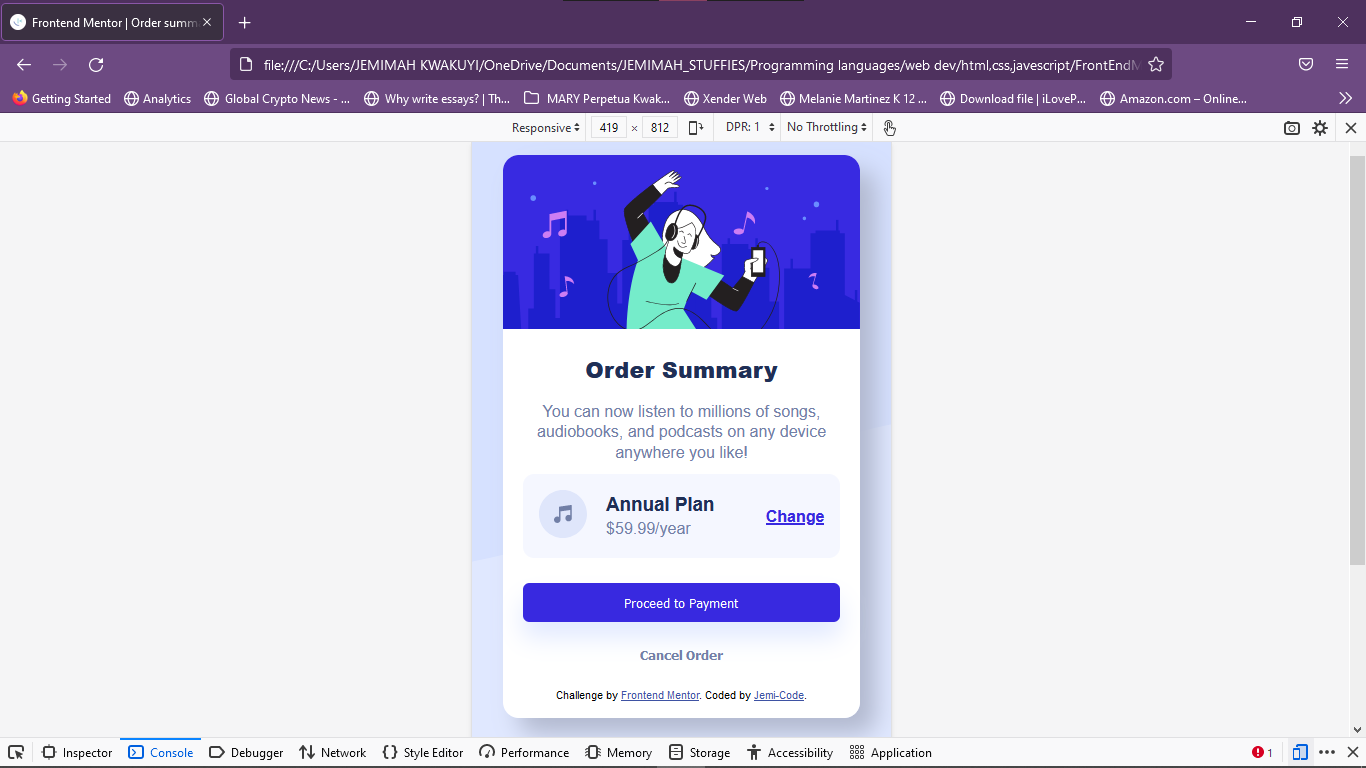 Frontend Mentor | Order summ
file:///C:/Users/JEMIMAH KWAKUYI/OneDrive/Documents/JEMIMAH_STUFFIES/Programming languages/web dev/html,css,javescript/FrontEndM
Getting Started Analytics Global Crypto News - ... Why write essays? | Th... MARY Perpetua Kwak... Xender Web Melanie Martinez K 12 ... Download file | iLoveP... Amazon.com – Online...
Responsive 419 × 812 DPR: 1 No Throttling
Order Summary
You can now listen to millions of songs,
audiobooks, and podcasts on any device
anywhere you like!
Annual Plan
$59.99/year
Change
Proceed to Payment
Cancel Order
Challenge by Frontend Mentor. Coded by Jemi-Code.
Inspector Console Debugger Network Style Editor Performance Memory Storage Accessibility Application 1